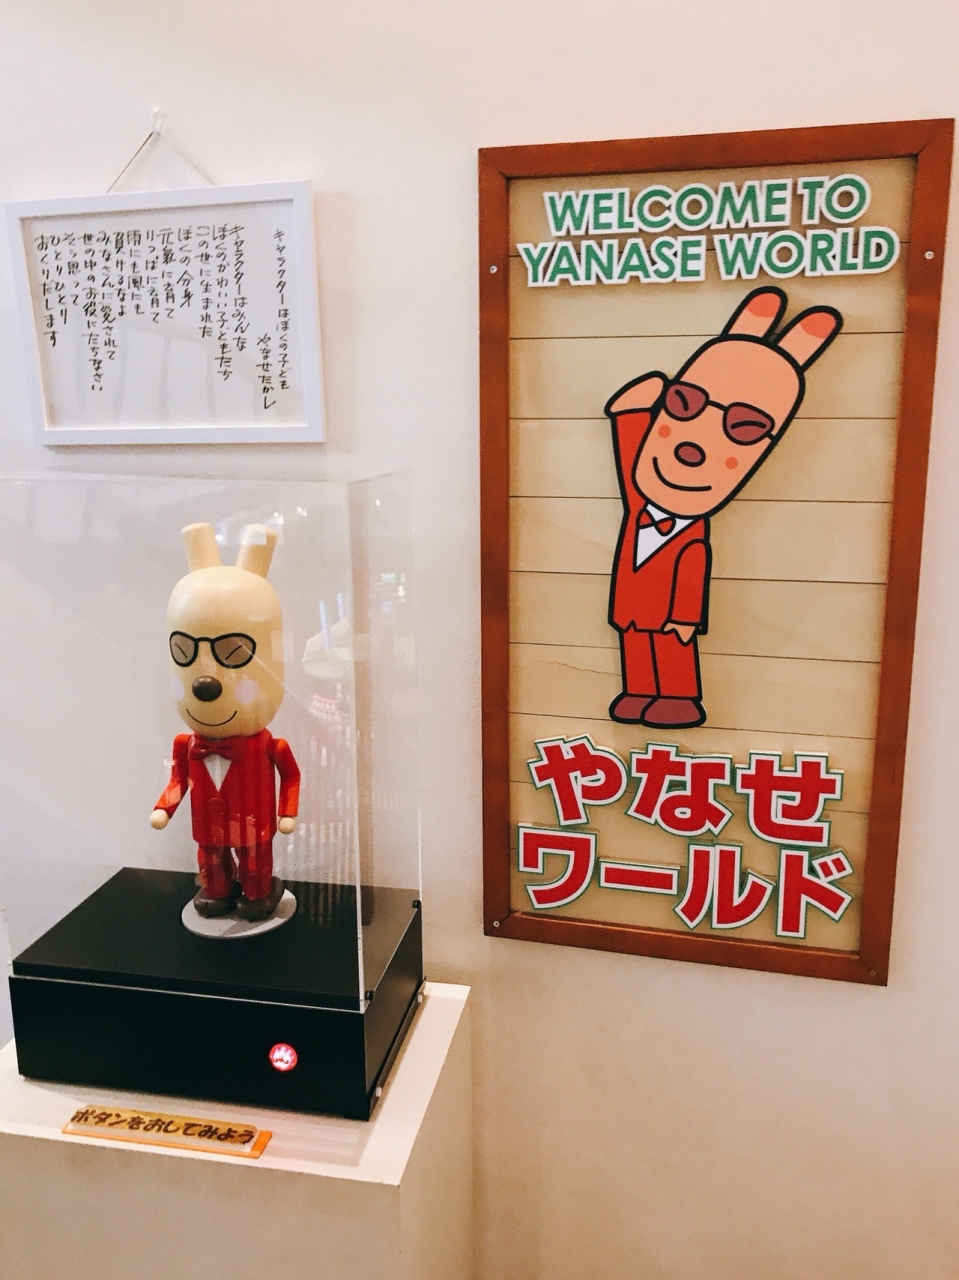 キャラクターはぼくの子ども
やなせたかし
キャラクターはみんな
ぼくのかわいい子どもたち
この世に生まれた
ぼくの分身
元気に育て
りっぱに育て
雨にも風にも
負けるなよ
みなさんに愛されて
世の中のお役にたちなさい
そう思って
ひとりひとり
おくりだします
WELCOME TO
YANASE WORLD
やなせ
ワールド
ボタンをおしてみよう